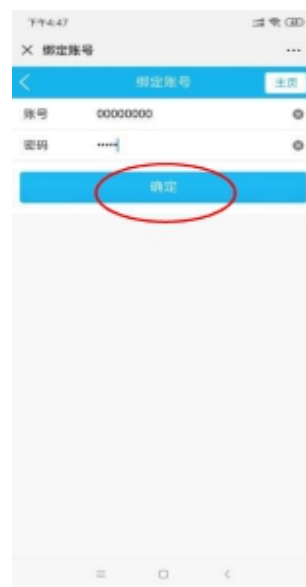 下午4:47
绑定账号 ...
绑定账号 主页
账号 00000000
密码 •••••
确定